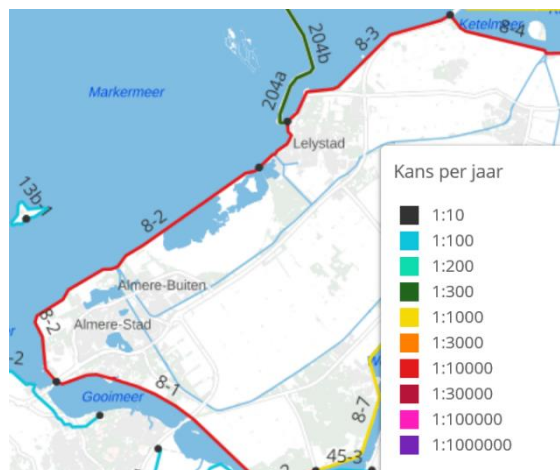 Ketelmeer
8-4
8-3
204b
204a
Markermeer
Lelystad
13b-1
8-2
Almere-Buiten
8-2
Almere-Stad
-2
8-1
Gooimeer
8-7
45-3
Kans per jaar
1:10
1:100
1:200
1:300
1:1000
1:3000
1:10000
1:30000
1:100000
1:1000000